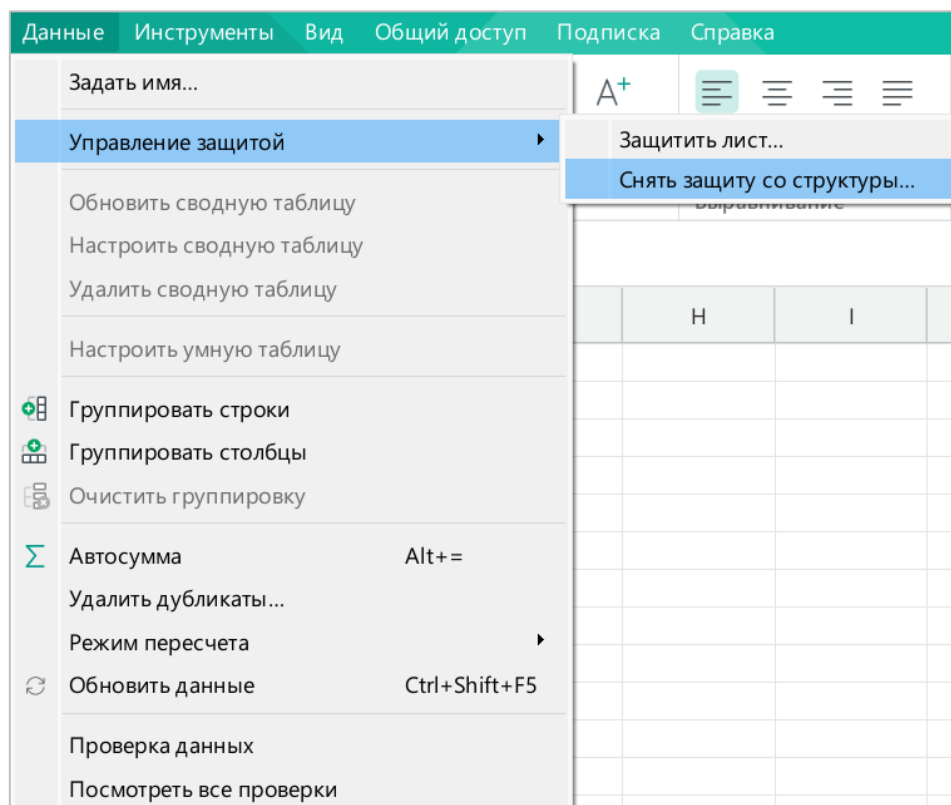 Данные Инструменты Вид Общий доступ Подписка Справка
Задать имя...
A+
Управление защитой
Защитить лист...
Снять защиту со структуры...
Выравнивание
Обновить сводную таблицу
Настроить сводную таблицу
Удалить сводную таблицу
H I
Настроить умную таблицу
Группировать строки
Группировать столбцы
Очистить группировку
Автосумма Alt+=
Удалить дубликаты...
Режим пересчета
Обновить данные Ctrl+Shift+F5
Проверка данных
Посмотреть все проверки